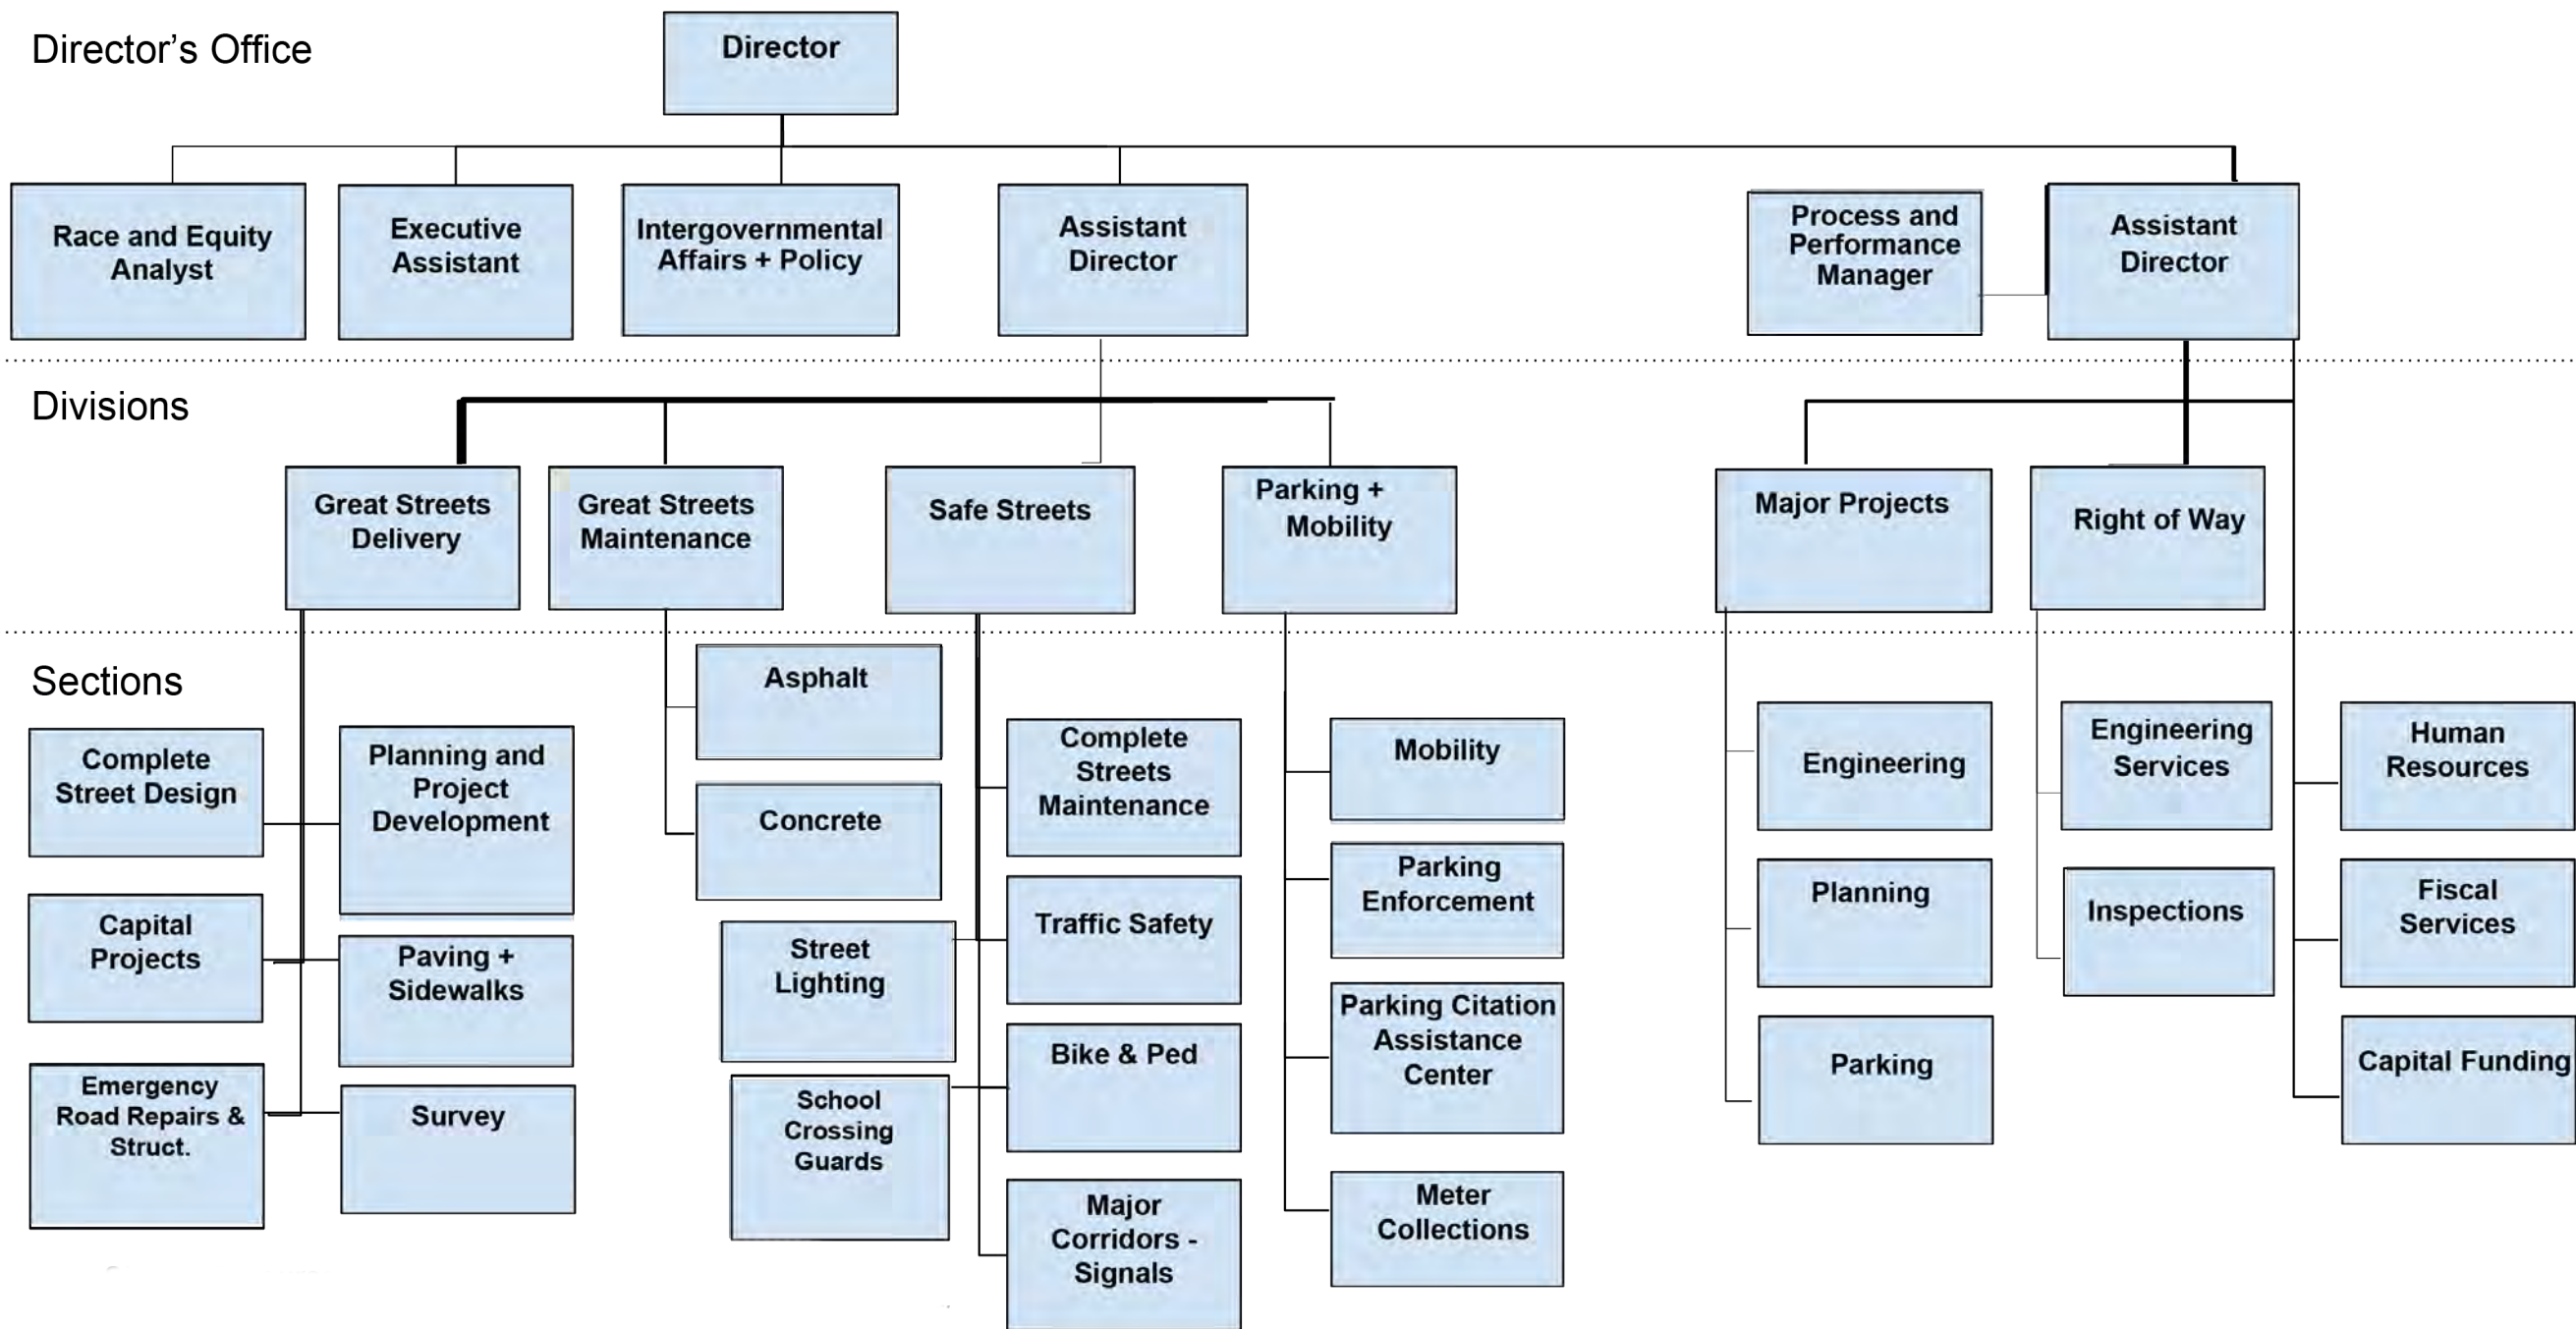 Director's Office
Director
Race and Equity
Analyst
Executive
Assistant
Intergovernmental
Affairs + Policy
Assistant
Director
Process and
Performance
Manager
Assistant
Director
Divisions
Great Streets
Delivery
Great Streets
Maintenance
Safe Streets
Parking +
Mobility
Major Projects
Right of Way
Sections
Complete
Street Design
Capital
Projects
Emergency
Road Repairs &
Struct.
Planning and
Project
Development
Paving +
Sidewalks
Survey
Asphalt
Concrete
Street
Lighting
School
Crossing
Guards
Complete
Streets
Maintenance
Traffic Safety
Bike & Ped
Major
Corridors -
Signals
Mobility
Parking
Enforcement
Parking Citation
Assistance
Center
Meter
Collections
Engineering
Planning
Parking
Engineering
Services
Inspections
Human
Resources
Fiscal
Services
Capital Funding